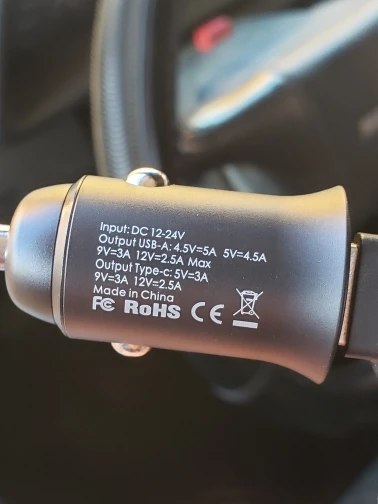 Input: DC 12-24V
Output USB-A: 4.5V=5A 5V=4.5A
9V=3A 12V=2.5A Max
Output Type-c: 5V=3A
9V=3A 12V=2.5A
Made in China
FC RoHS CE